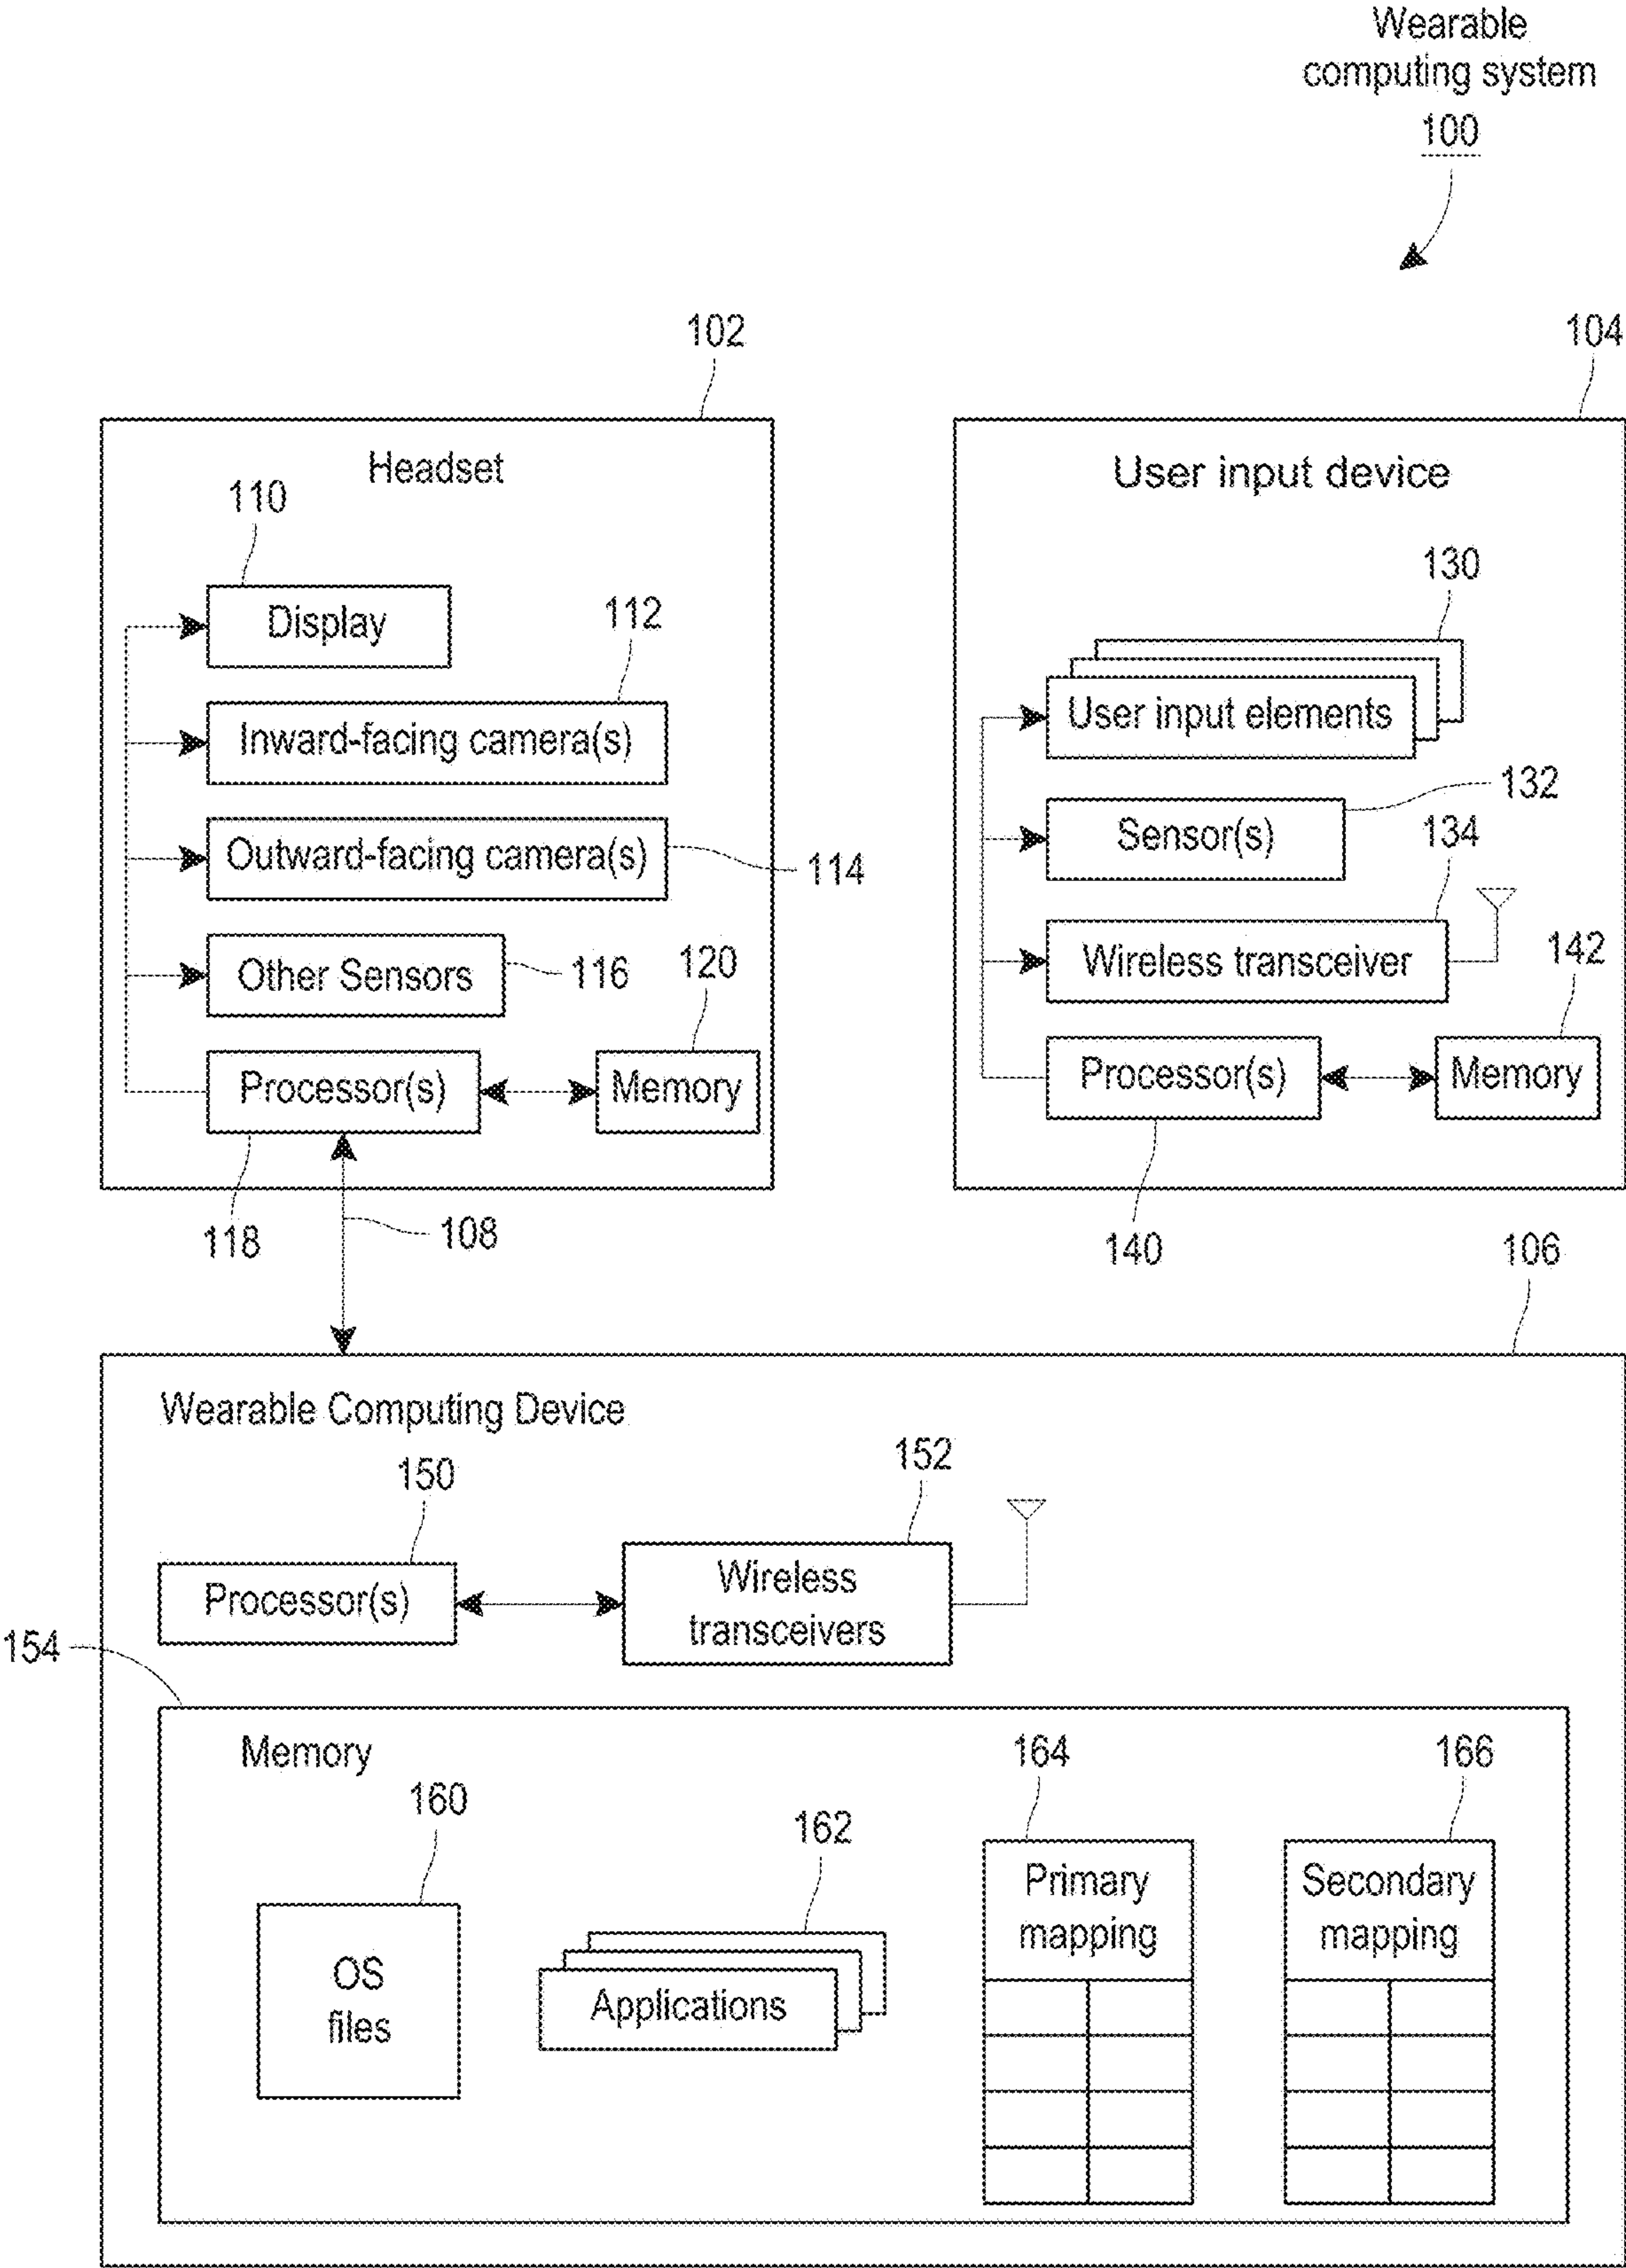 Wearable
computing system
100
102
104
Headset
110
Display
112
Inward-facing camera(s)
Outward-facing camera(s)
114
Other Sensors
116
120
Processor(s)
Memory
118
108
User input device
130
User input elements
132
Sensor(s)
134
Wireless transceiver
142
Processor(s)
Memory
140
106
Wearable Computing Device
150
152
Processor(s)
Wireless
transceivers
154
Memory
160
162
164
166
OS
files
Applications
Primary
mapping
Secondary
mapping